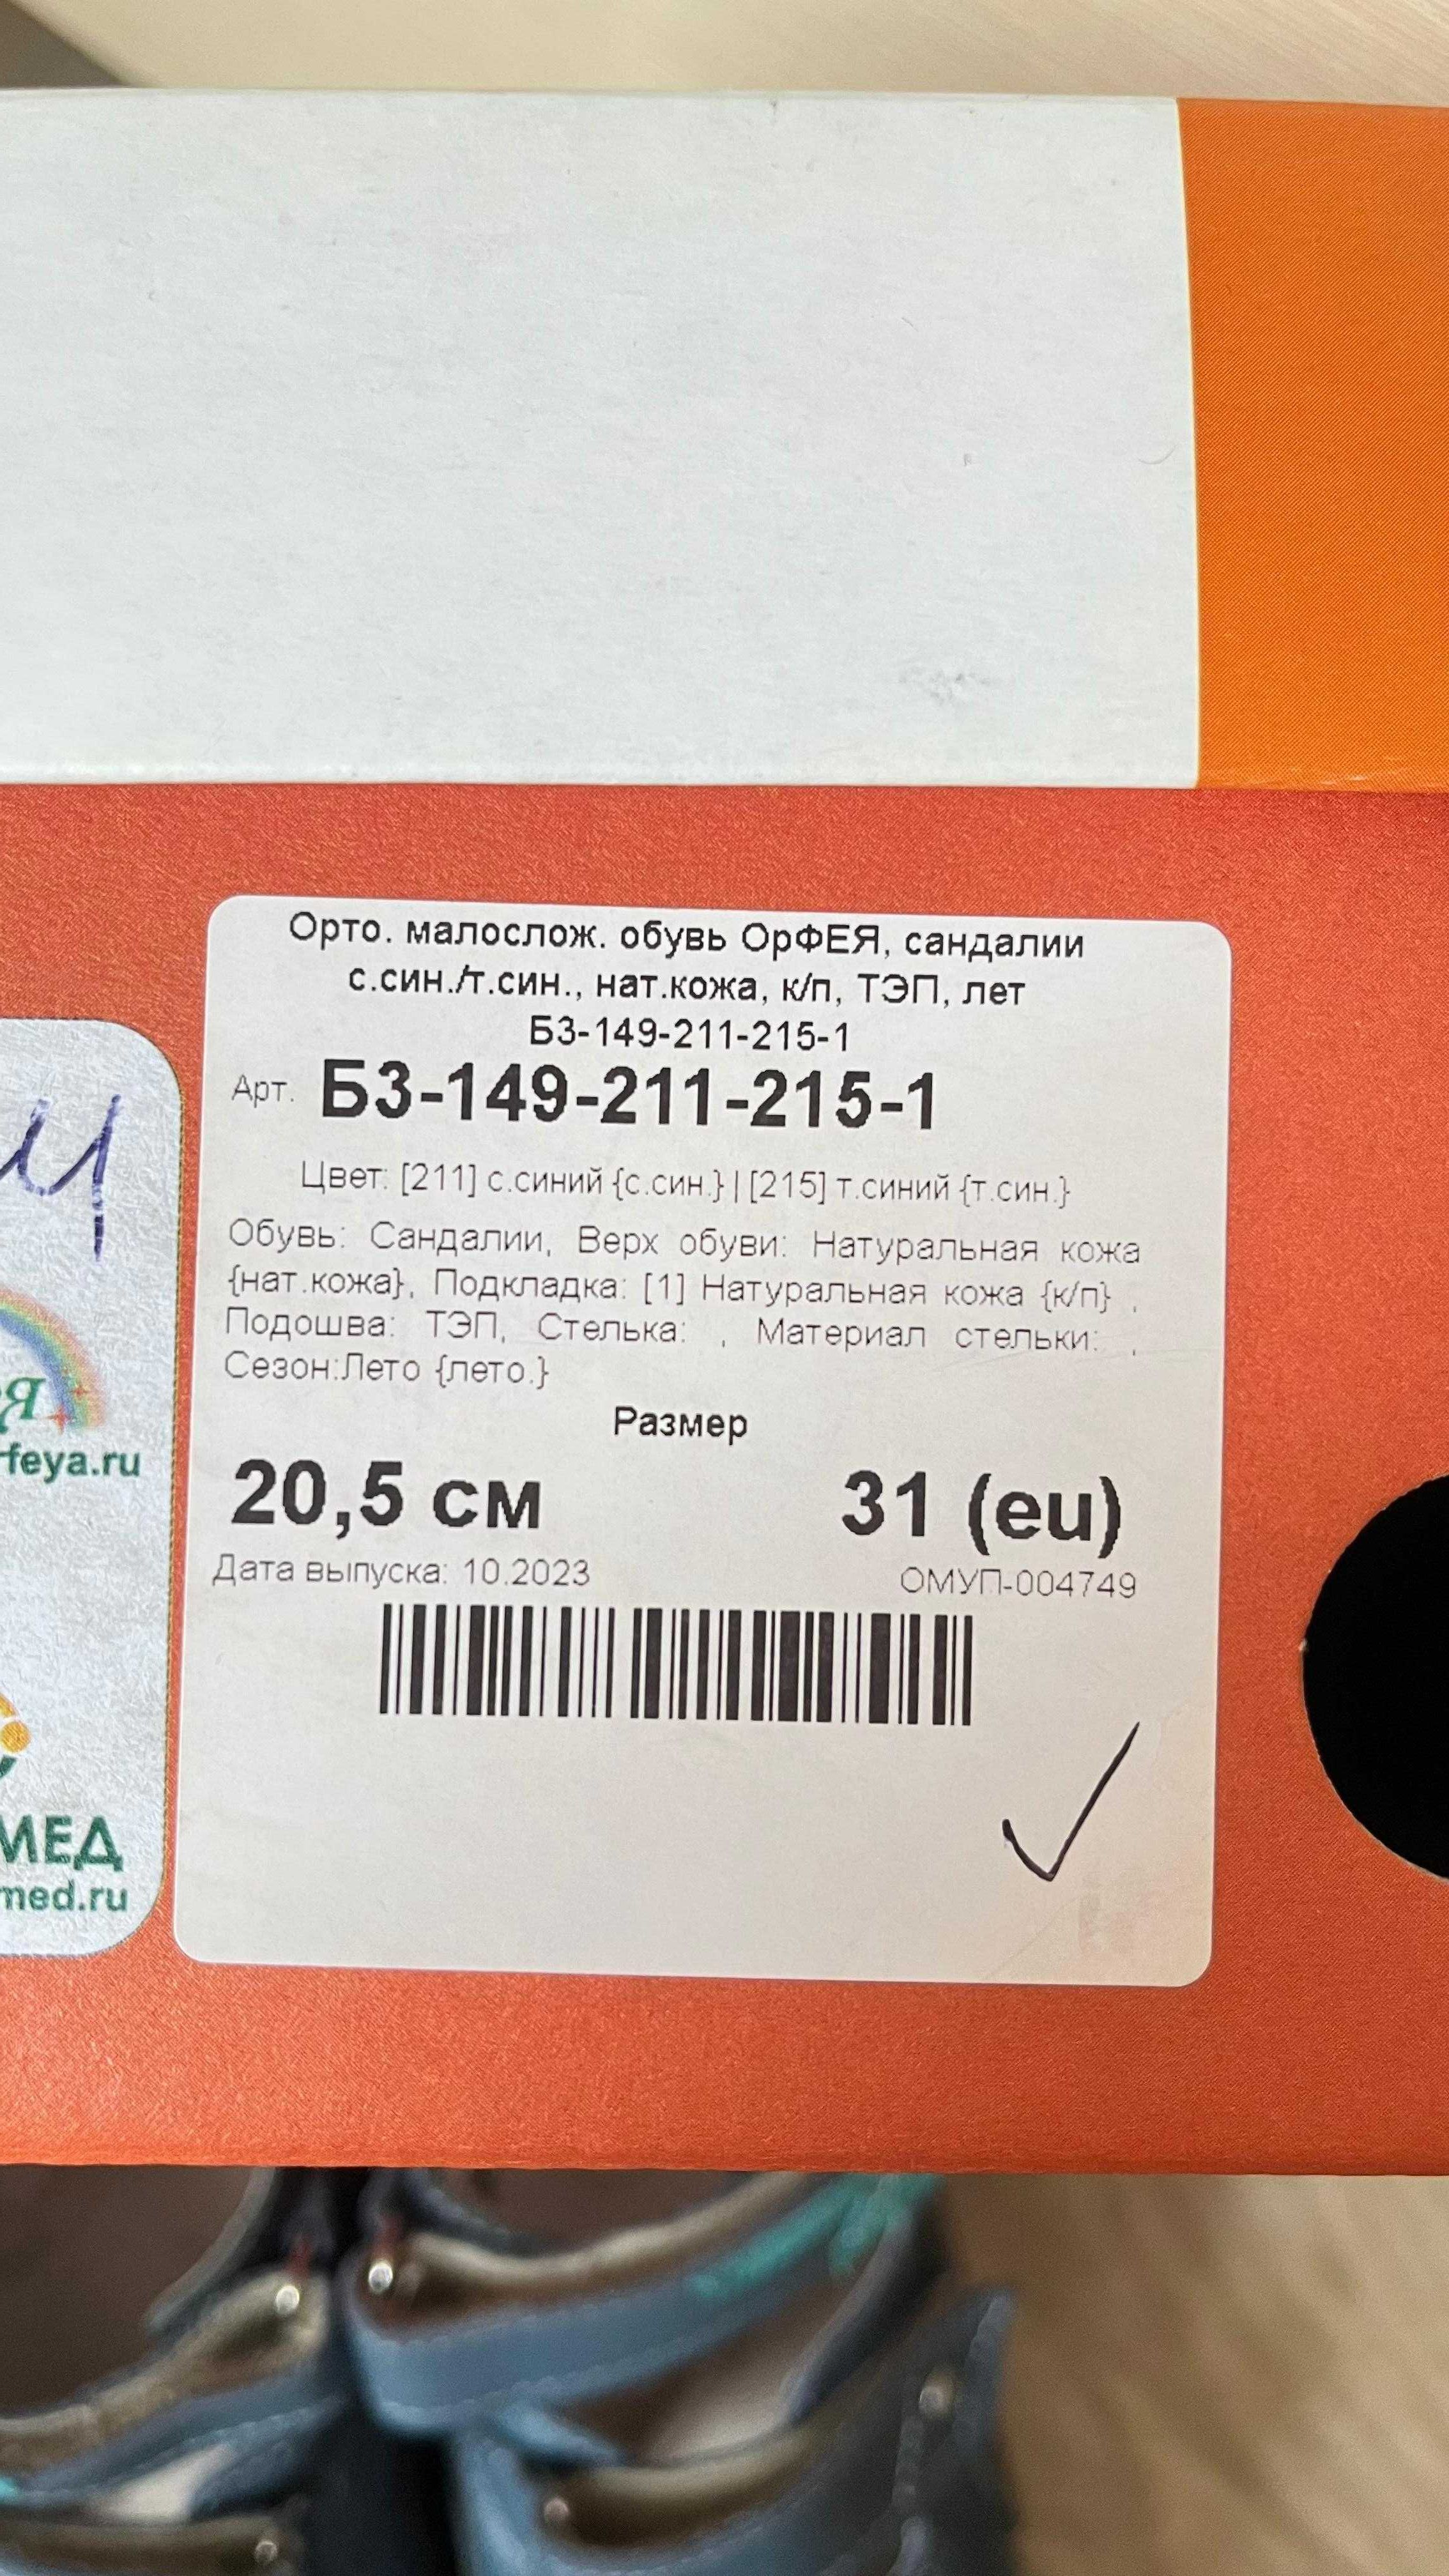 Орто. малослож. обувь ОрФЕЯ, сандалии
с.син./т.син., нат.кожа, к/п, ТЭП, лет
Б3-149-211-215-1
Арт. Б3-149-211-215-1
Цвет: [211] с.синий {с.син.} | [215] т.синий {т.син.}
Обувь: Сандалии, Верх обуви: Натуральная кожа
{нат.кожа}, Подкладка: [1] Натуральная кожа {к/п} ,
Подошва: ТЭП, Стелька: , Материал стельки: ,
Сезон:Лето {лето.}
Размер
20,5 см 31 (eu)
Дата выпуска: 10.2023 ОМУП-004749
rfeya.ru
МЕД
med.ru